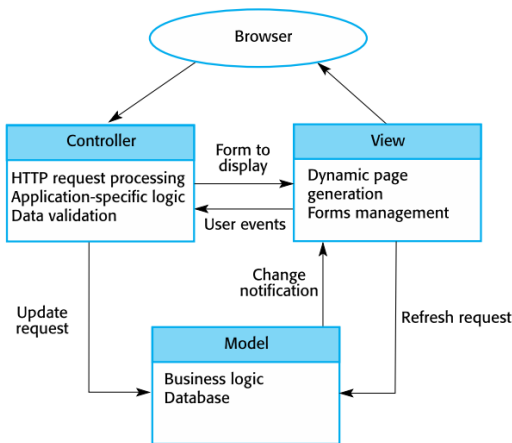 Browser
Controller
HTTP request processing
Application-specific logic
Data validation
Form to
display
User events
View
Dynamic page
generation
Forms management
Update
request
Change
notification
Refresh request
Model
Business logic
Database